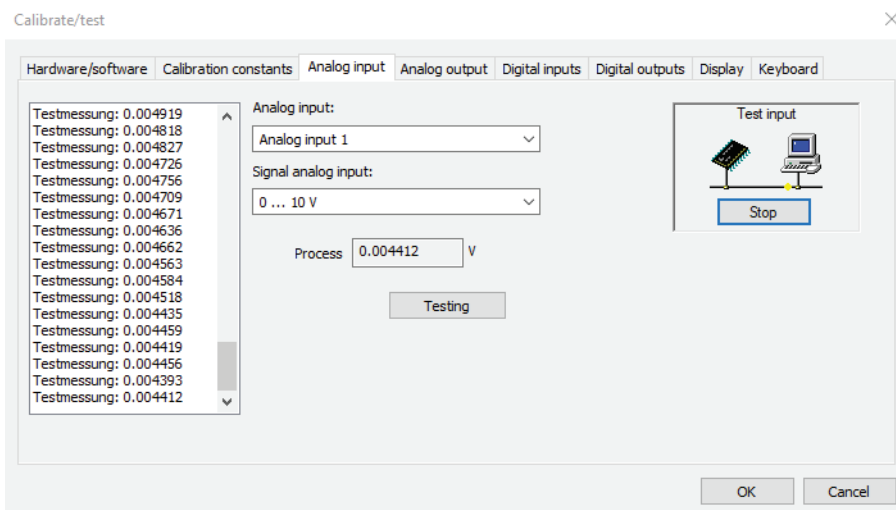 Calibrate/test
Hardware/software Calibration constants Analog input Analog output Digital inputs Digital outputs Display Keyboard
Testmessung: 0.004919
Testmessung: 0.004818
Testmessung: 0.004827
Testmessung: 0.004726
Testmessung: 0.004756
Testmessung: 0.004709
Testmessung: 0.004671
Testmessung: 0.004636
Testmessung: 0.004662
Testmessung: 0.004563
Testmessung: 0.004584
Testmessung: 0.004518
Testmessung: 0.004435
Testmessung: 0.004459
Testmessung: 0.004419
Testmessung: 0.004456
Testmessung: 0.004393
Testmessung: 0.004412
Analog input:
Analog input 1
Signal analog input:
0 ... 10 V
Process 0.004412 V
Testing
Test input
Stop
OK Cancel